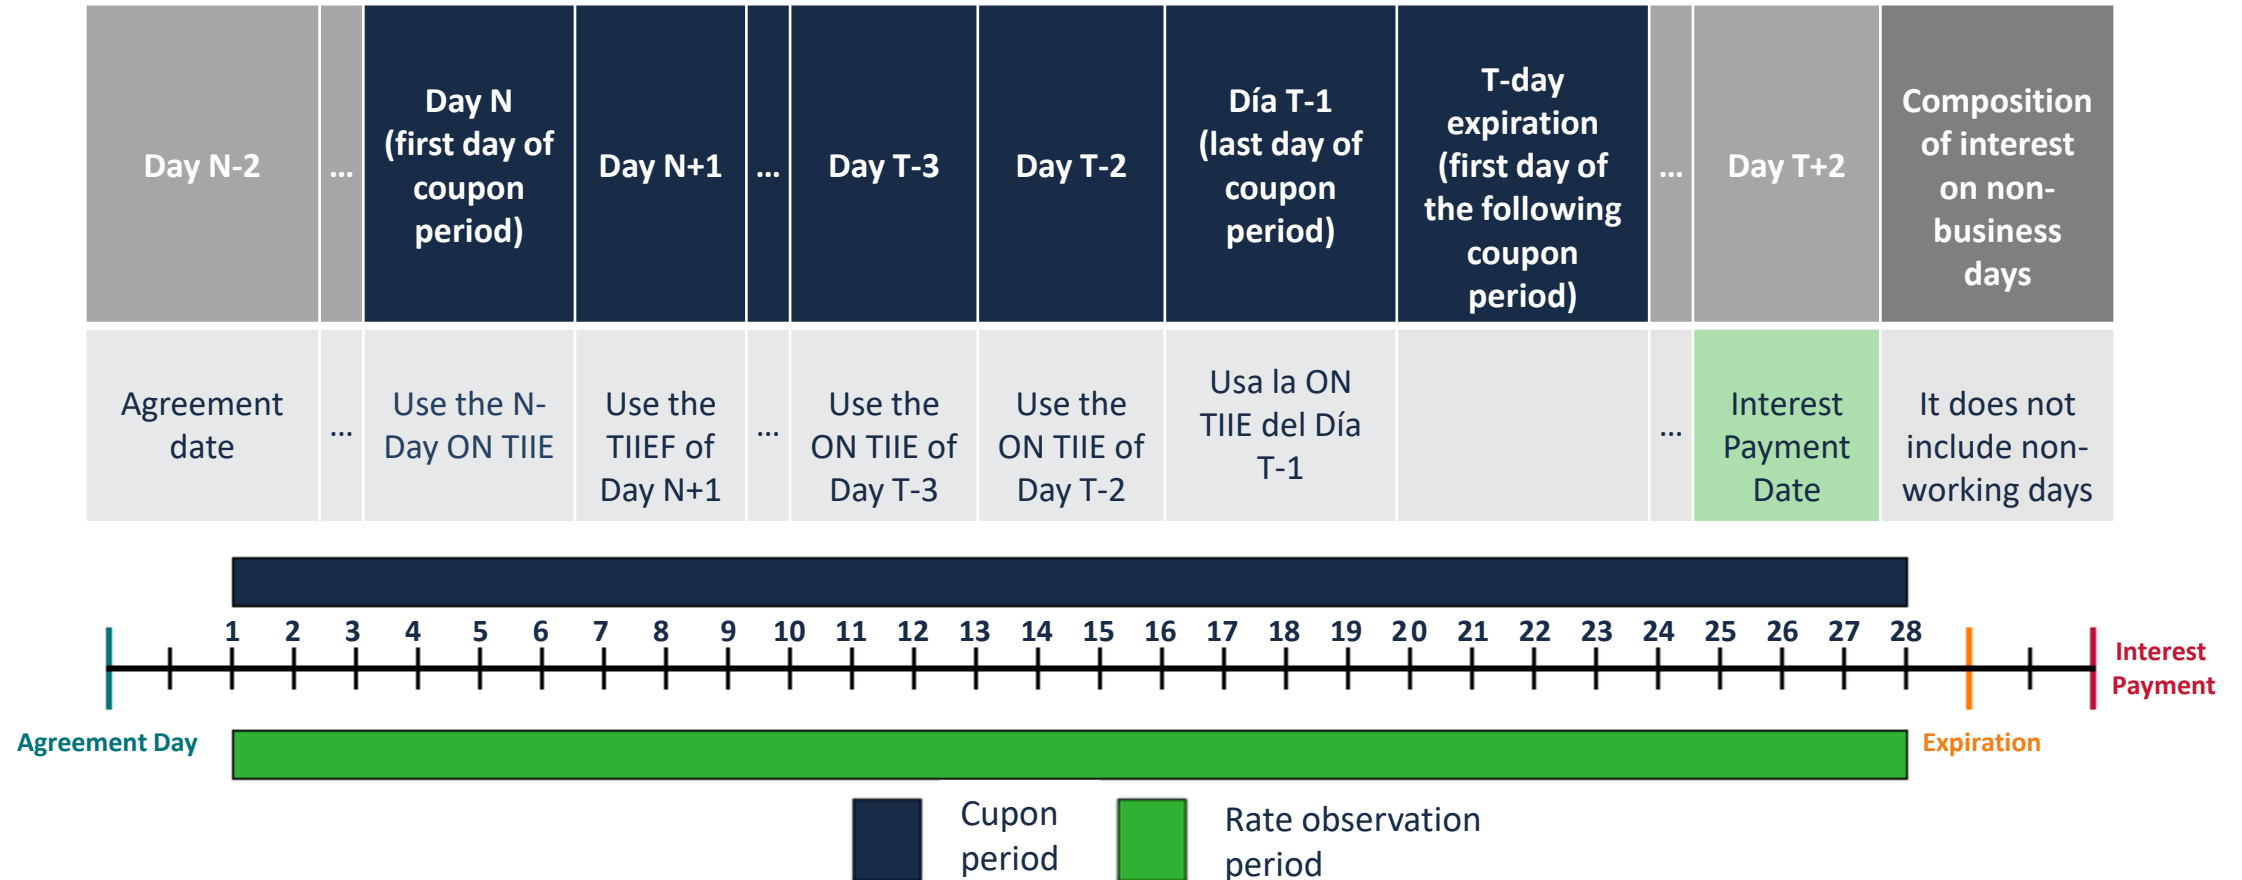 Day N-2
...
Day N
(first day of
coupon
period)
Day N+1
...
Day T-3
Day T-2
Día T-1
(last day of
coupon
period)
T-day
expiration
(first day of
the following
coupon
period)
...
Day T+2
Composition
of interest
on non-
business
days
Agreement
date
...
Use the N-
Day ON TIIE
Use the
TIIEF of
Day N+1
...
Use the
ON TIIE of
Day T-3
Use the
ON TIIE of
Day T-2
Usa la ON
TIIE del Día
T-1
...
Interest
Payment
Date
It does not
include non-
working days
1 2 3 4 5 6 7 8 9 10 11 12 13 14 15 16 17 18 19 20 21 22 23 24 25 26 27 28
Interest
Payment
Agreement Day
Expiration
Cupon
period
Rate observation
period